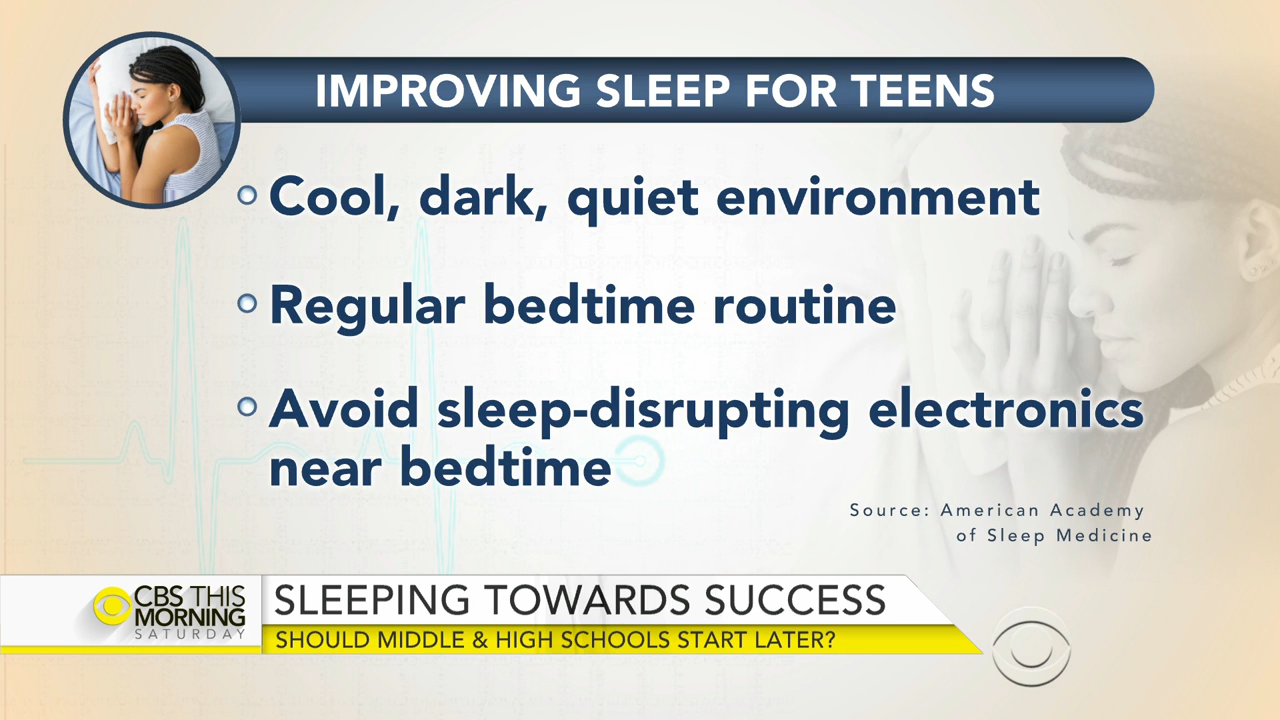 IMPROVING SLEEP FOR TEENS
Cool, dark, quiet environment
Regular bedtime routine
Avoid sleep-disrupting electronics
near bedtime
Source: American Academy
of Sleep Medicine
CBS THIS
MORNING
SATURDAY
SLEEPING TOWARDS SUCCESS
SHOULD MIDDLE & HIGH SCHOOLS START LATER?